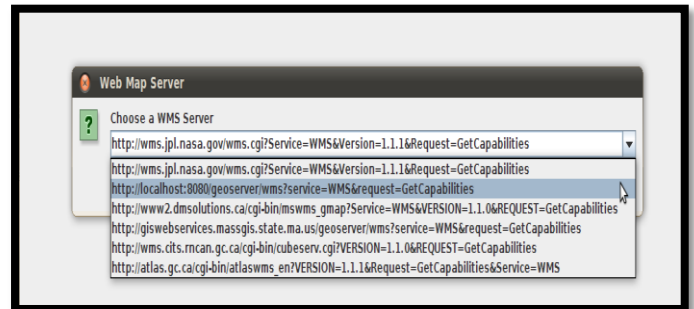 Web Map Server
Choose a WMS Server
http://wms.jpl.nasa.gov/wms.cgi?Service=WMS&Version=1.1.1&Request=GetCapabilities
http://wms.jpl.nasa.gov/wms.cgi?Service=WMS&Version=1.1.1&Request=GetCapabilities
http://localhost:8080/geoserver/wms?service=WMS&request=GetCapabilities
http://www2.dmsolutions.ca/cgi-bin/mswms_gmap?Service=WMS&VERSION=1.1.0&REQUEST=GetCapabilities
http://giswebservices.massgis.state.ma.us/geoserver/wms?service=WMS&request=GetCapabilities
http://wms.cits.rncan.gc.ca/cgi-bin/cubeserv.cgi?VERSION=1.1.0&REQUEST=GetCapabilities
http://atlas.gc.ca/cgi-bin/atlaswms_en?VERSION=1.1.1&Request=GetCapabilities&Service=WMS